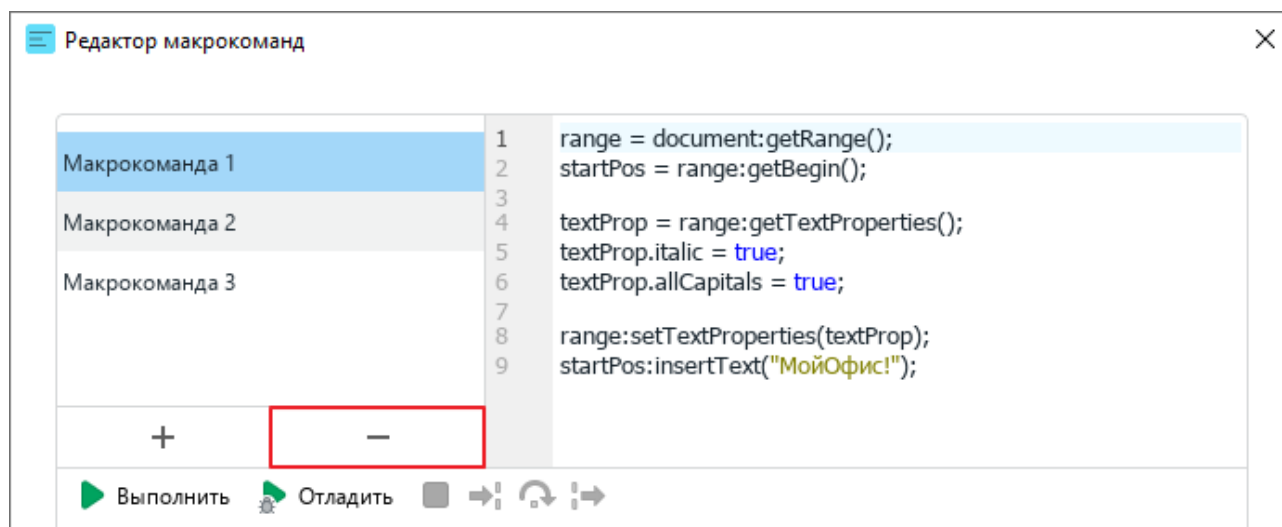 Редактор макрокоманд
Макрокоманда 1
Макрокоманда 2
Макрокоманда 3
1 range = document:getRange();
2 startPos = range:getBegin();
3
4 textProp = range:getTextProperties();
5 textProp.italic = true;
6 textProp.allCapitals = true;
7
8 range:setTextProperties(textProp);
9 startPos:insertText("МойОфис!");
+ −
Выполнить Отладить